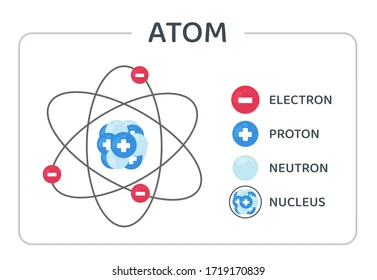 ATOM
ELECTRON
PROTON
NEUTRON
NUCLEUS
shutterstock.com · 1719170839